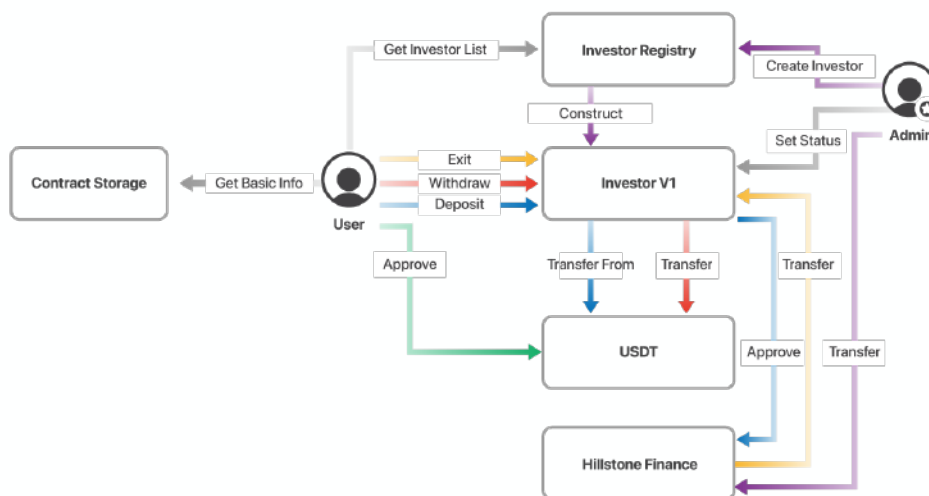 Get Investor List
Investor Registry
Create Investor
Construct
Admin
Set Status
Contract Storage
Get Basic Info
User
Exit
Withdraw
Deposit
Investor V1
Approve
Transfer From
Transfer
Transfer
USDT
Approve
Transfer
Hillstone Finance